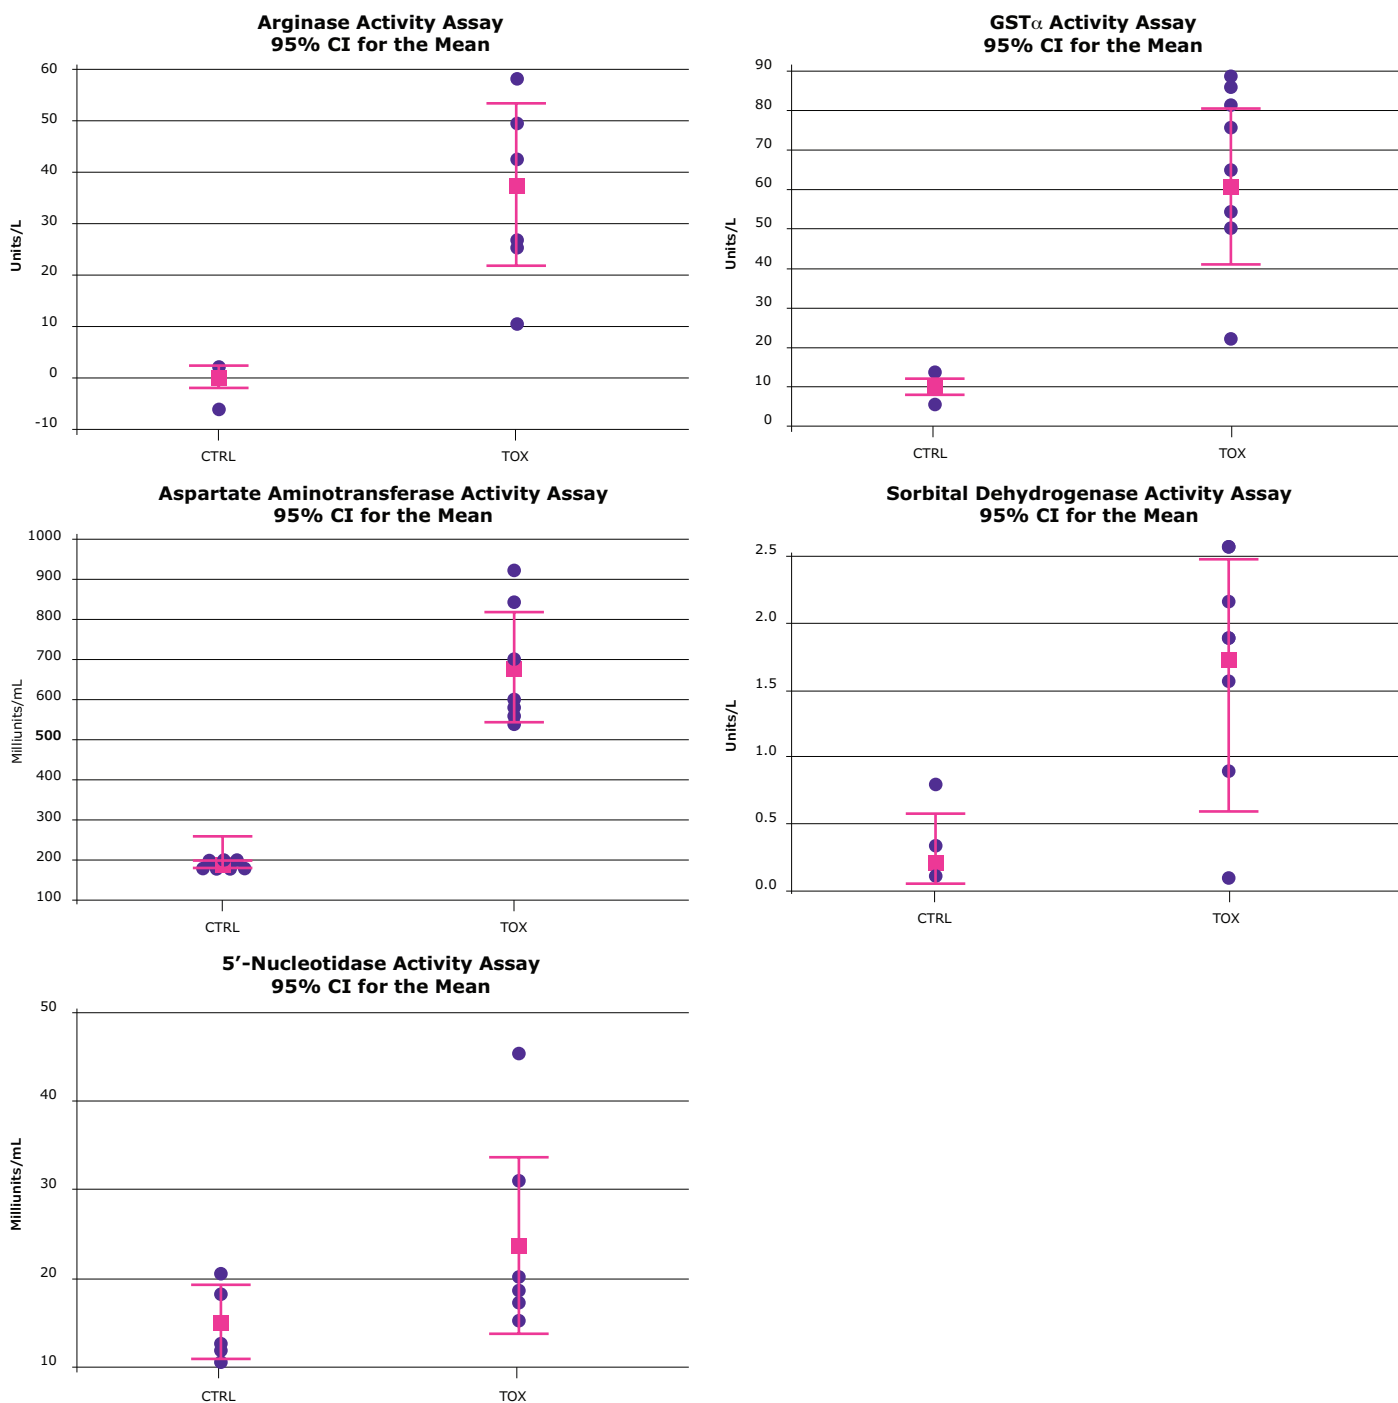 Arginase Activity Assay
95% CI for the Mean
60
50
40
30
20
10
0
-10
Units/L
CTRL
TOX
GSTα Activity Assay
95% CI for the Mean
90
80
70
60
50
40
30
20
10
0
Units/L
CTRL
TOX
Aspartate Aminotransferase Activity Assay
95% CI for the Mean
1000
900
800
700
600
500
400
300
200
100
Milliunits/mL
CTRL
TOX
Sorbital Dehydrogenase Activity Assay
95% CI for the Mean
2.5
2.0
1.5
1.0
0.5
0.0
Units/L
CTRL
TOX
5′-Nucleotidase Activity Assay
95% CI for the Mean
50
40
30
20
10
Milliunits/mL
CTRL
TOX